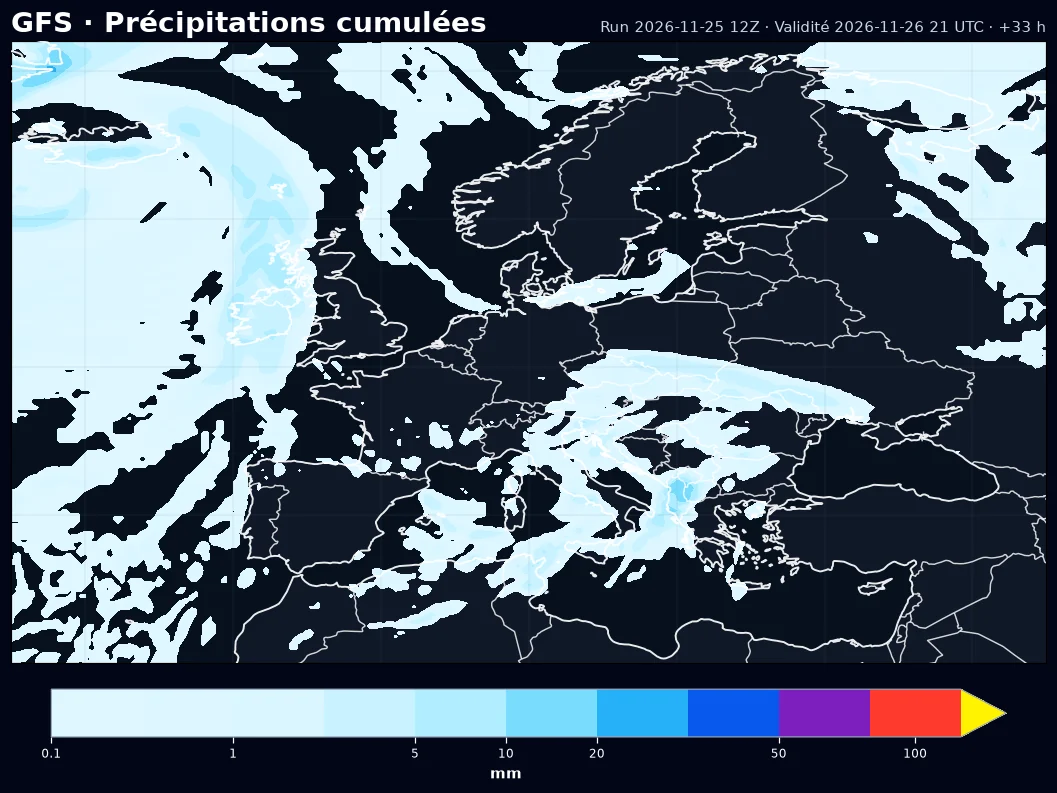 GFS · Précipitations cumulées
Run 2026-11-25 12Z · Validité 2026-11-26 21 UTC · +33 h
0.1 1 5 10 20 50 100
mm